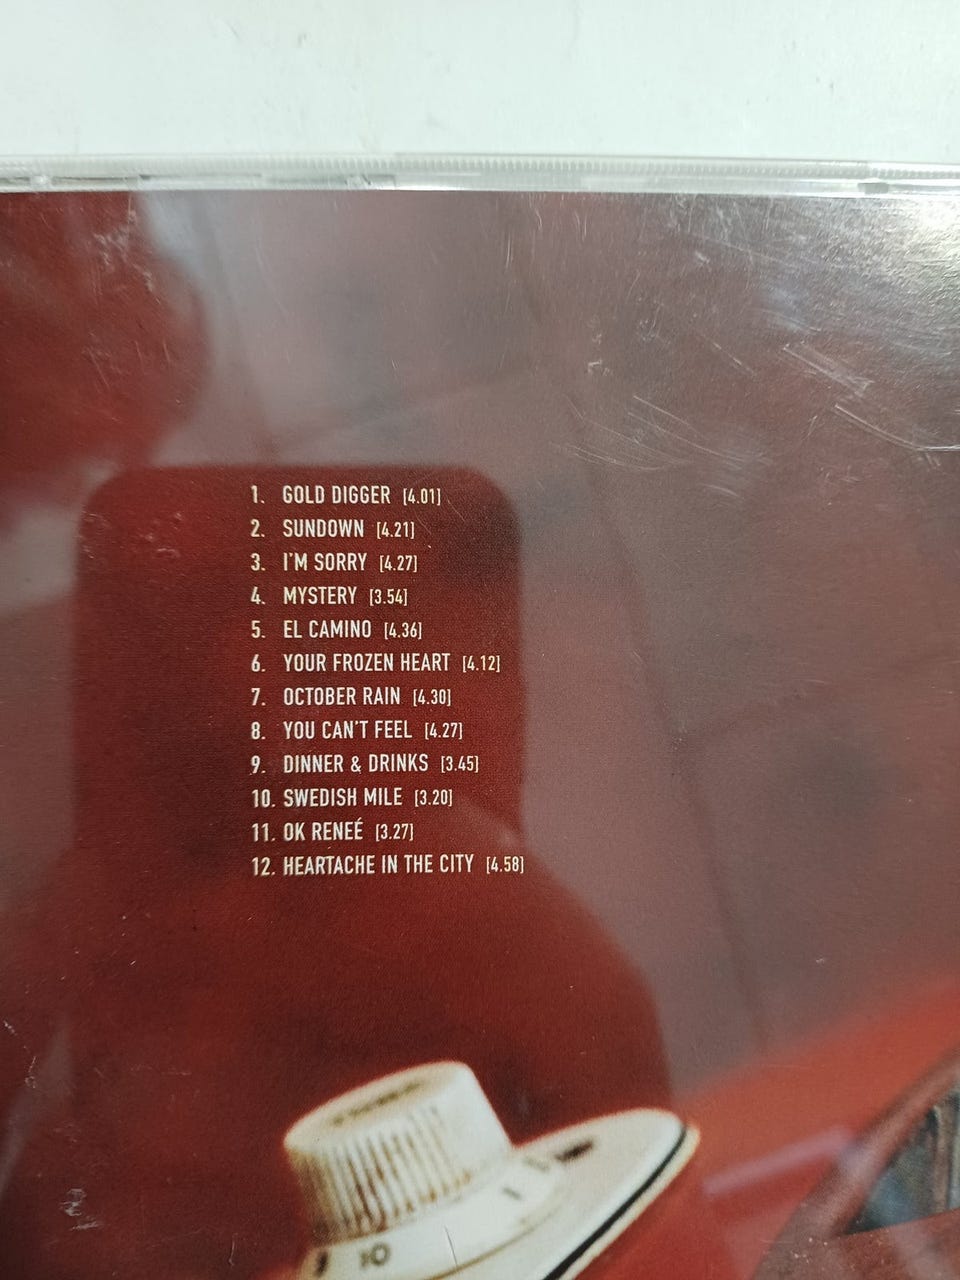 1. GOLD DIGGER [4.01]
2. SUNDOWN [4.21]
3. I'M SORRY [4.27]
4. MYSTERY [3.54]
5. EL CAMINO [4.36]
6. YOUR FROZEN HEART [4.12]
7. OCTOBER RAIN [4.30]
8. YOU CAN'T FEEL [4.27]
9. DINNER & DRINKS [3.45]
10. SWEDISH MILE [3.20]
11. OK RENEÉ [3.27]
12. HEARTACHE IN THE CITY [4.58]
10